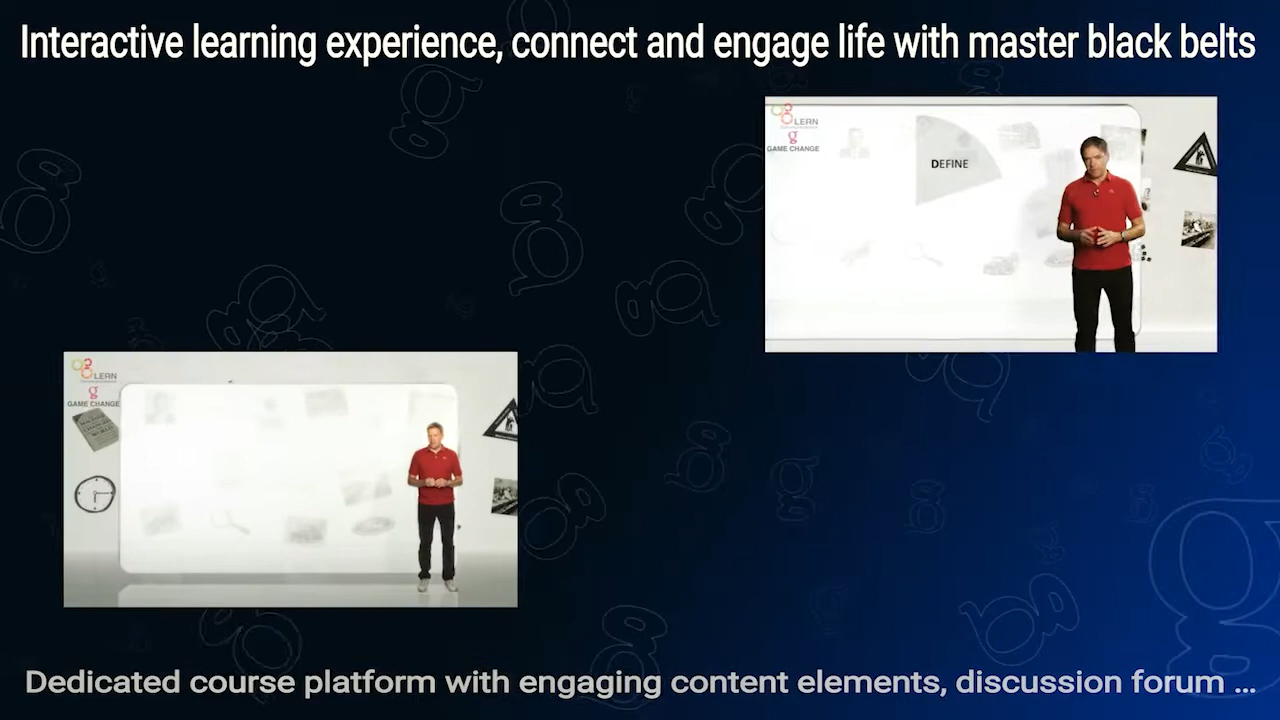 Interactive learning experience, connect and engage life with master black belts
LERN
GAME CHANGE
DEFINE
LERN
GAME CHANGE
Dedicated course platform with engaging content elements, discussion forum ...